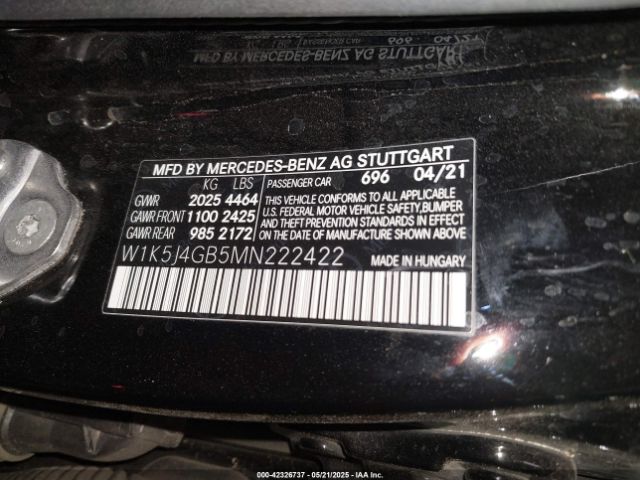 MFD BY MERCEDES-BENZ AG STUTTGART
KG LBS PASSENGER CAR 696 04/21
GVWR 2025 4464
GAWR FRONT 1100 2425
GAWR REAR 985 2172
THIS VEHICLE CONFORMS TO ALL APPLICABLE
U.S. FEDERAL MOTOR VEHICLE SAFETY,BUMPER
AND THEFT PREVENTION STANDARDS IN EFFECT
ON THE DATE OF MANUFACTURE SHOWN ABOVE
W1K5J4GB5MN222422 MADE IN HUNGARY
000-42326737 - 05/21/2025 - IAA Inc.